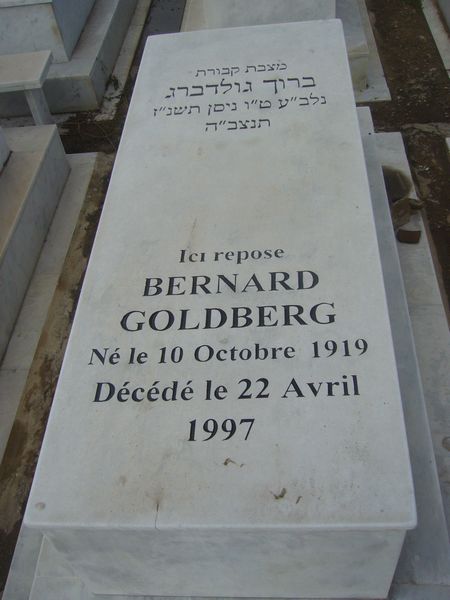 מצבת קבורת
ברוך גולדברג
נלב״ע ט״ו ניסן תשנ״ז
תנצב״ה
Ici repose
BERNARD
GOLDBERG
Né le 10 Octobre 1919
Décédé le 22 Avril
1997